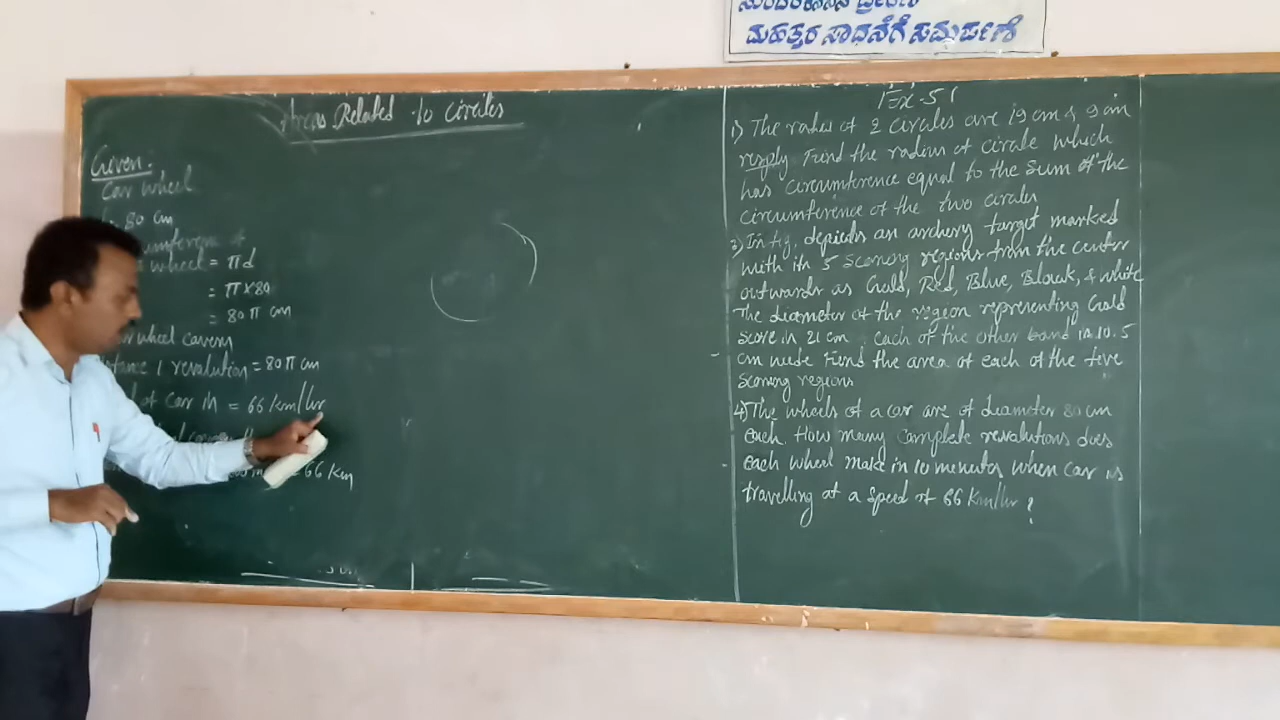 ಮಹತ್ತರ ಸಾಧನೆಗೆ ಸಮರ್ಪಣೆ
Areas Related to circles
Given:
Car wheel
80 cm
wheel = πd
= π×80
= 80π cm
wheel covers
1 revolution = 80π cm
of car in = 66 km/hr
66 Km
Ex-5.1
1) The radii of 2 circles are 19 cm & 9 cm
resply Find the radius of circle which
has circumference equal to the sum of the
circumference of the two circles
In fig. depicts an archery target marked
with its 5 scoring regions from the center
outwards as Gold, Red, Blue, Black, & white
The diameter of the region representing Gold
score is 21 cm. each of the other band is 10.5
cm wide Find the area of each of the five
Scoring regions
4) The wheels of a car are of diameter 80 cm
each. How many complete revolutions does
each wheel make in 10 minutes when car is
travelling at a speed of 66 Km/hr ?